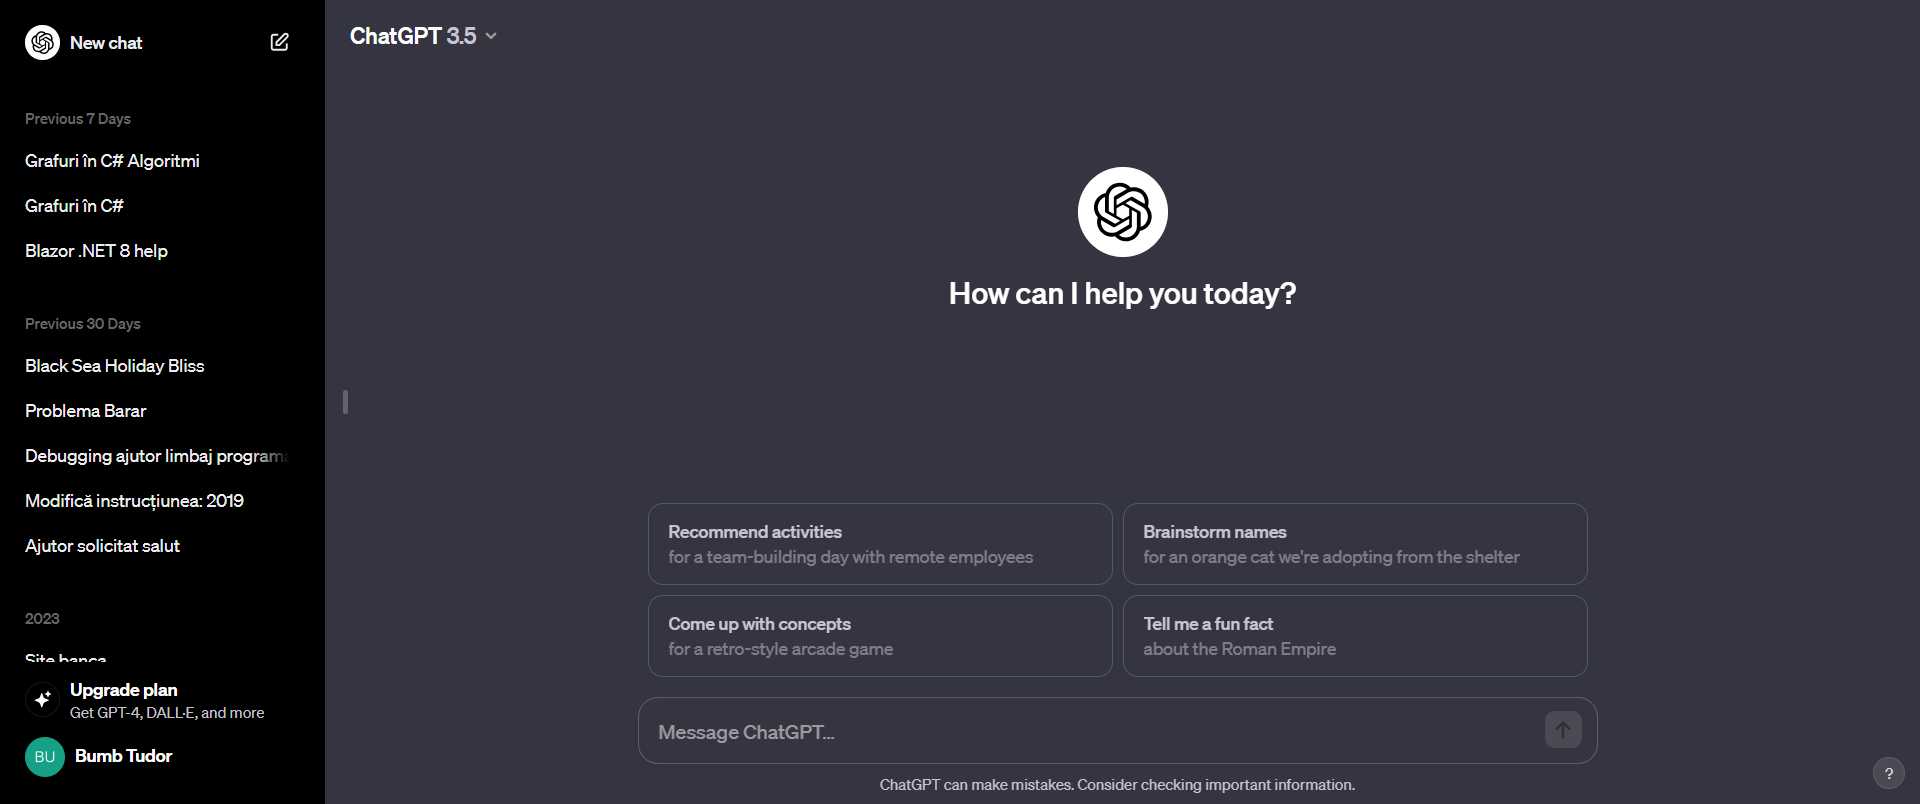 New chat
Previous 7 Days
Grafuri în C# Algoritmi
Grafuri în C#
Blazor .NET 8 help
Previous 30 Days
Black Sea Holiday Bliss
Problema Barar
Debugging ajutor limbaj programa
Modifică instrucțiunea: 2019
Ajutor solicitat salut
2023
Site banca
Upgrade plan
Get GPT-4, DALL·E, and more
BU Bumb Tudor
ChatGPT 3.5
How can I help you today?
Recommend activities
for a team-building day with remote employees
Brainstorm names
for an orange cat we're adopting from the shelter
Come up with concepts
for a retro-style arcade game
Tell me a fun fact
about the Roman Empire
Message ChatGPT...
ChatGPT can make mistakes. Consider checking important information.
?